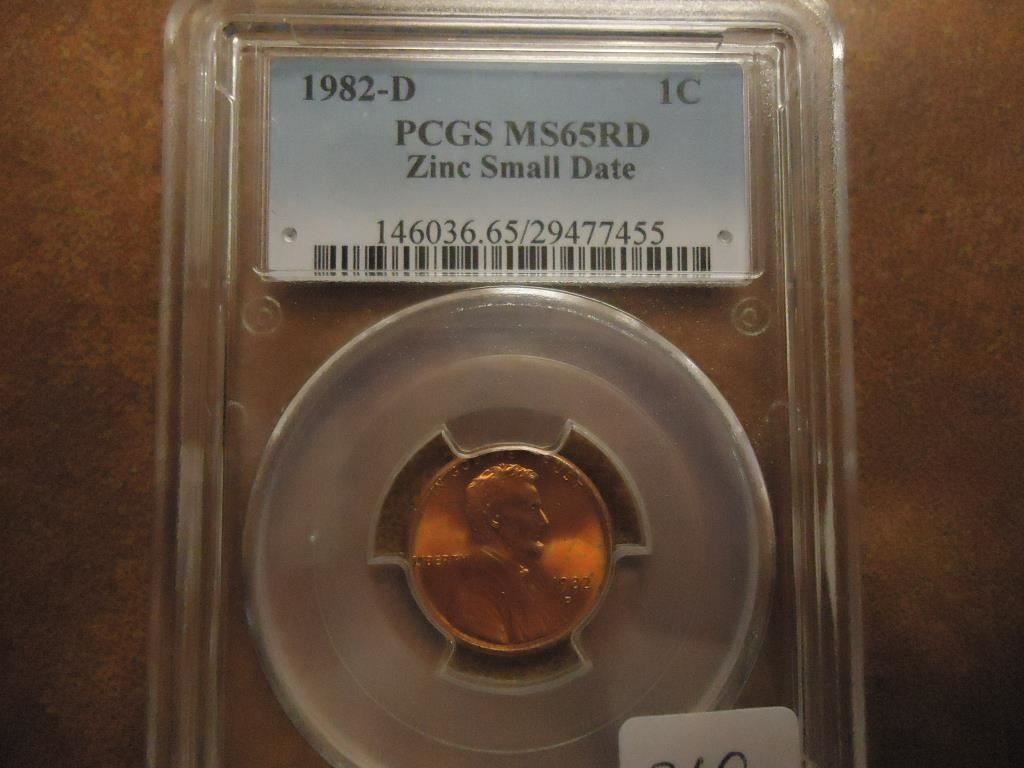 1982-D 1C
PCGS MS65RD
Zinc Small Date
146036.65/29477455
LIBERTY
1982
D